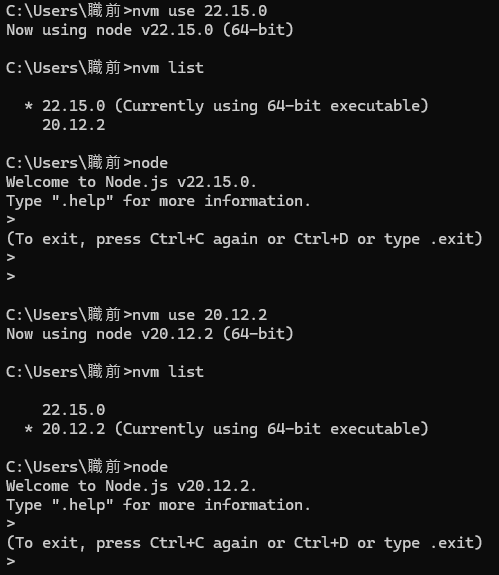 C:\Users\職前>nvm use 22.15.0
Now using node v22.15.0 (64-bit)
C:\Users\職前>nvm list
  * 22.15.0 (Currently using 64-bit executable)
    20.12.2
C:\Users\職前>node
Welcome to Node.js v22.15.0.
Type ".help" for more information.
>
(To exit, press Ctrl+C again or Ctrl+D or type .exit)
>
>
C:\Users\職前>nvm use 20.12.2
Now using node v20.12.2 (64-bit)
C:\Users\職前>nvm list
    22.15.0
  * 20.12.2 (Currently using 64-bit executable)
C:\Users\職前>node
Welcome to Node.js v20.12.2.
Type ".help" for more information.
>
(To exit, press Ctrl+C again or Ctrl+D or type .exit)
>